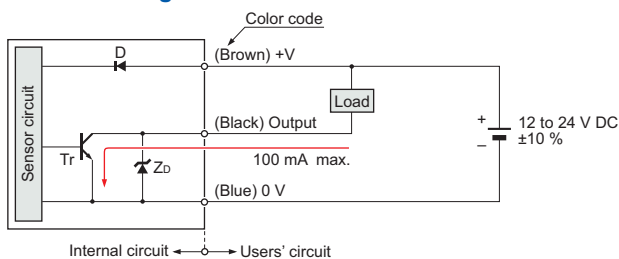 Color code
D
(Brown) +V
Sensor circuit
Load
(Black) Output
+
12 to 24 V DC
–
±10 %
Tr
ZD
100 mA max.
(Blue) 0 V
Internal circuit
Users' circuit